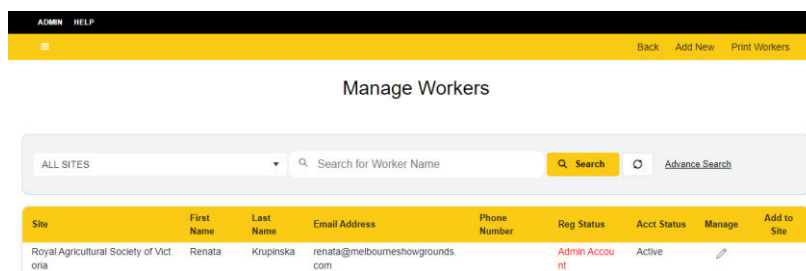 ADMIN HELP
Back Add New Print Workers
Manage Workers
ALL SITES Search for Worker Name Search Advance Search
Site First Name Last Name Email Address Phone Number Reg Status Acct Status Manage Add to Site
Royal Agricultural Society of Vict Renata Krupinska renata@melbourneshowgrounds. Admin Accou Active
oria com nt